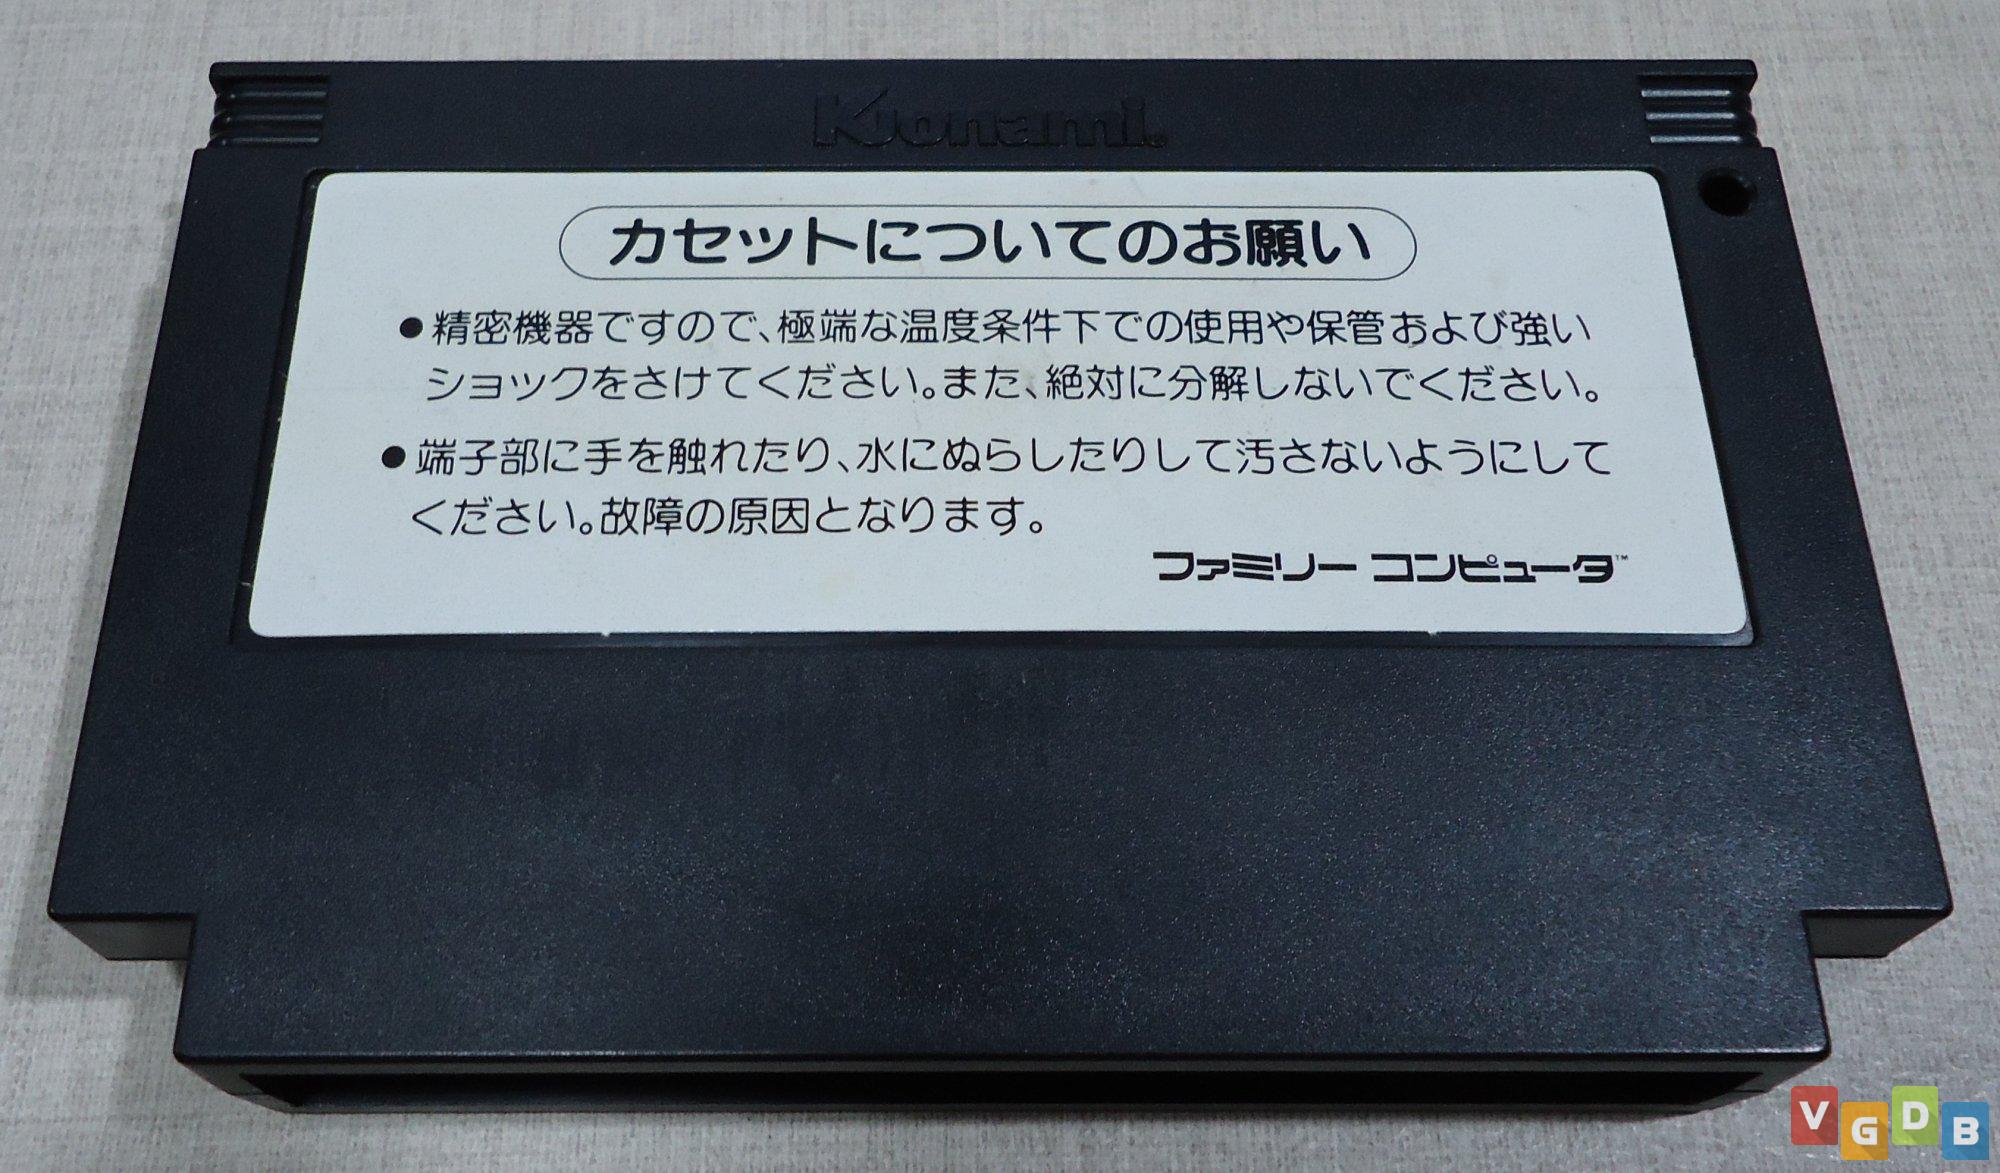 Konami®
カセットについてのお願い
●精密機器ですので、極端な温度条件下での使用や保管および強い
ショックをさけてください。また、絶対に分解しないでください。
●端子部に手を触れたり、水にぬらしたりして汚さないようにして
ください。故障の原因となります。
ファミリー コンピュータ™
VGDB